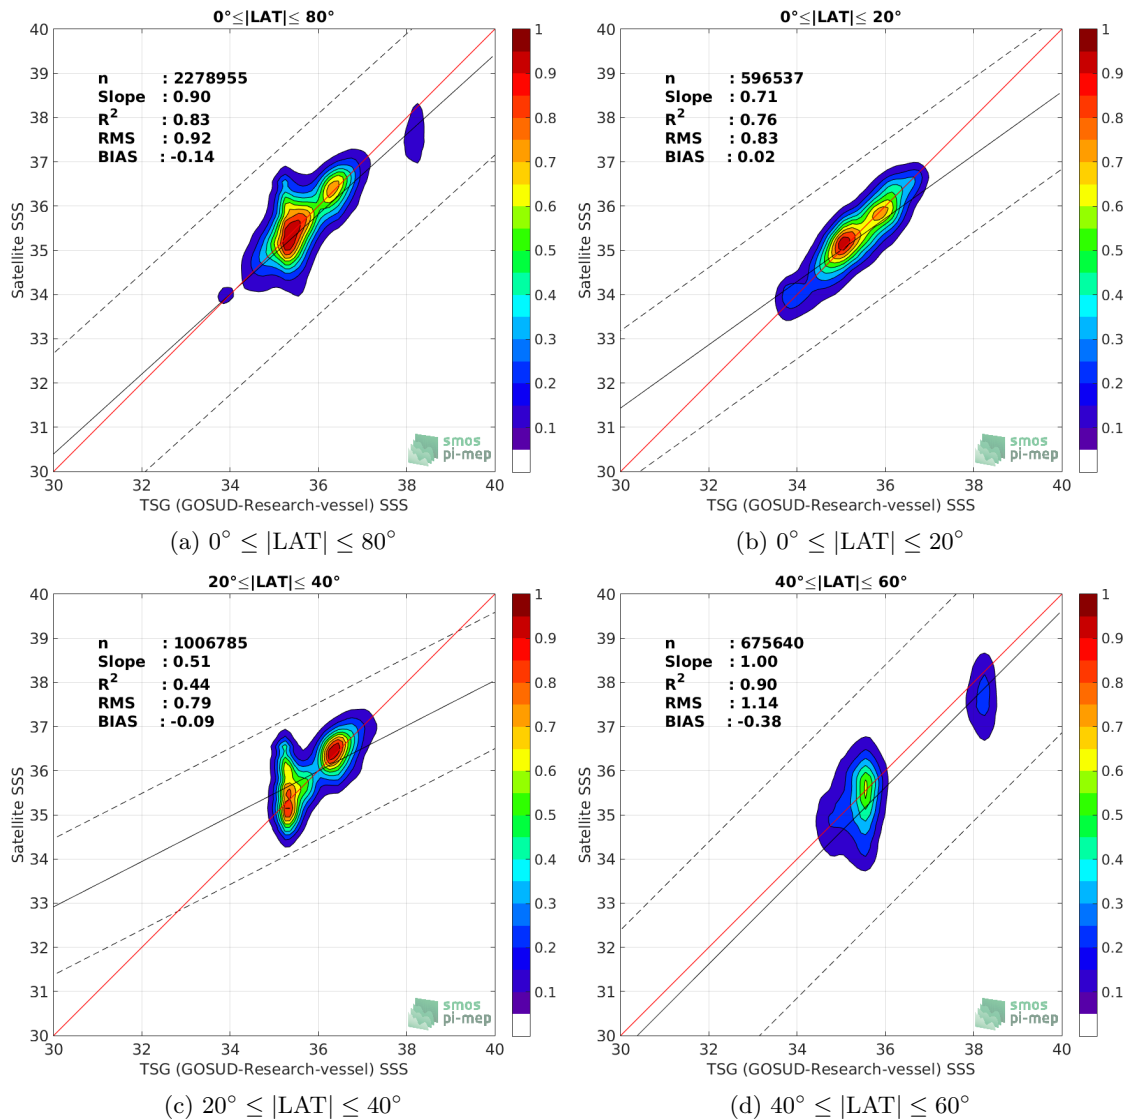 0°≤|LAT|≤ 80°
n : 2278955
Slope : 0.90
R² : 0.83
RMS : 0.92
BIAS : -0.14
Satellite SSS
40
39
38
37
36
35
34
33
32
31
30
30 32 34 36 38 40
TSG (GOSUD-Research-vessel) SSS
1
0.9
0.8
0.7
0.6
0.5
0.4
0.3
0.2
0.1
smos
pi-mep
(a) 0° ≤ |LAT| ≤ 80°
0°≤|LAT|≤ 20°
n : 596537
Slope : 0.71
R² : 0.76
RMS : 0.83
BIAS : 0.02
Satellite SSS
40
39
38
37
36
35
34
33
32
31
30
30 32 34 36 38 40
TSG (GOSUD-Research-vessel) SSS
1
0.9
0.8
0.7
0.6
0.5
0.4
0.3
0.2
0.1
smos
pi-mep
(b) 0° ≤ |LAT| ≤ 20°
20°≤|LAT|≤ 40°
n : 1006785
Slope : 0.51
R² : 0.44
RMS : 0.79
BIAS : -0.09
Satellite SSS
40
39
38
37
36
35
34
33
32
31
30
30 32 34 36 38 40
TSG (GOSUD-Research-vessel) SSS
1
0.9
0.8
0.7
0.6
0.5
0.4
0.3
0.2
0.1
smos
pi-mep
(c) 20° ≤ |LAT| ≤ 40°
40°≤|LAT|≤ 60°
n : 675640
Slope : 1.00
R² : 0.90
RMS : 1.14
BIAS : -0.38
Satellite SSS
40
39
38
37
36
35
34
33
32
31
30
30 32 34 36 38 40
TSG (GOSUD-Research-vessel) SSS
1
0.9
0.8
0.7
0.6
0.5
0.4
0.3
0.2
0.1
smos
pi-mep
(d) 40° ≤ |LAT| ≤ 60°